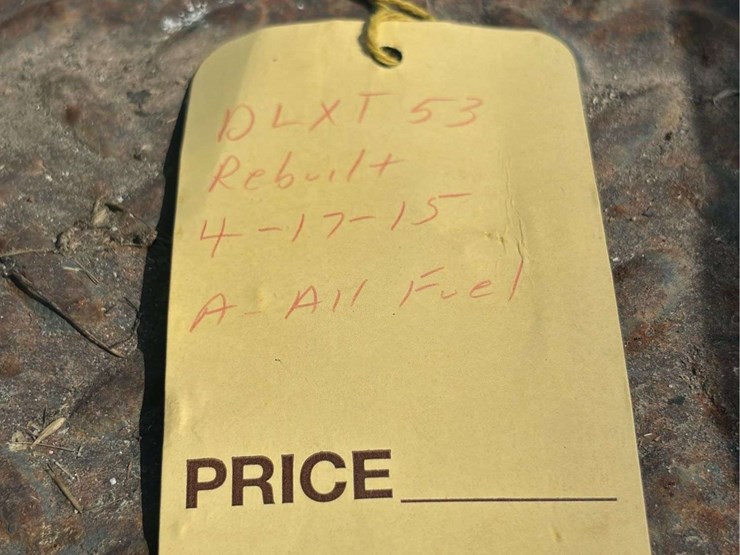 DLXT 53
Rebuilt
4-17-15
A-All Fuel
PRICE